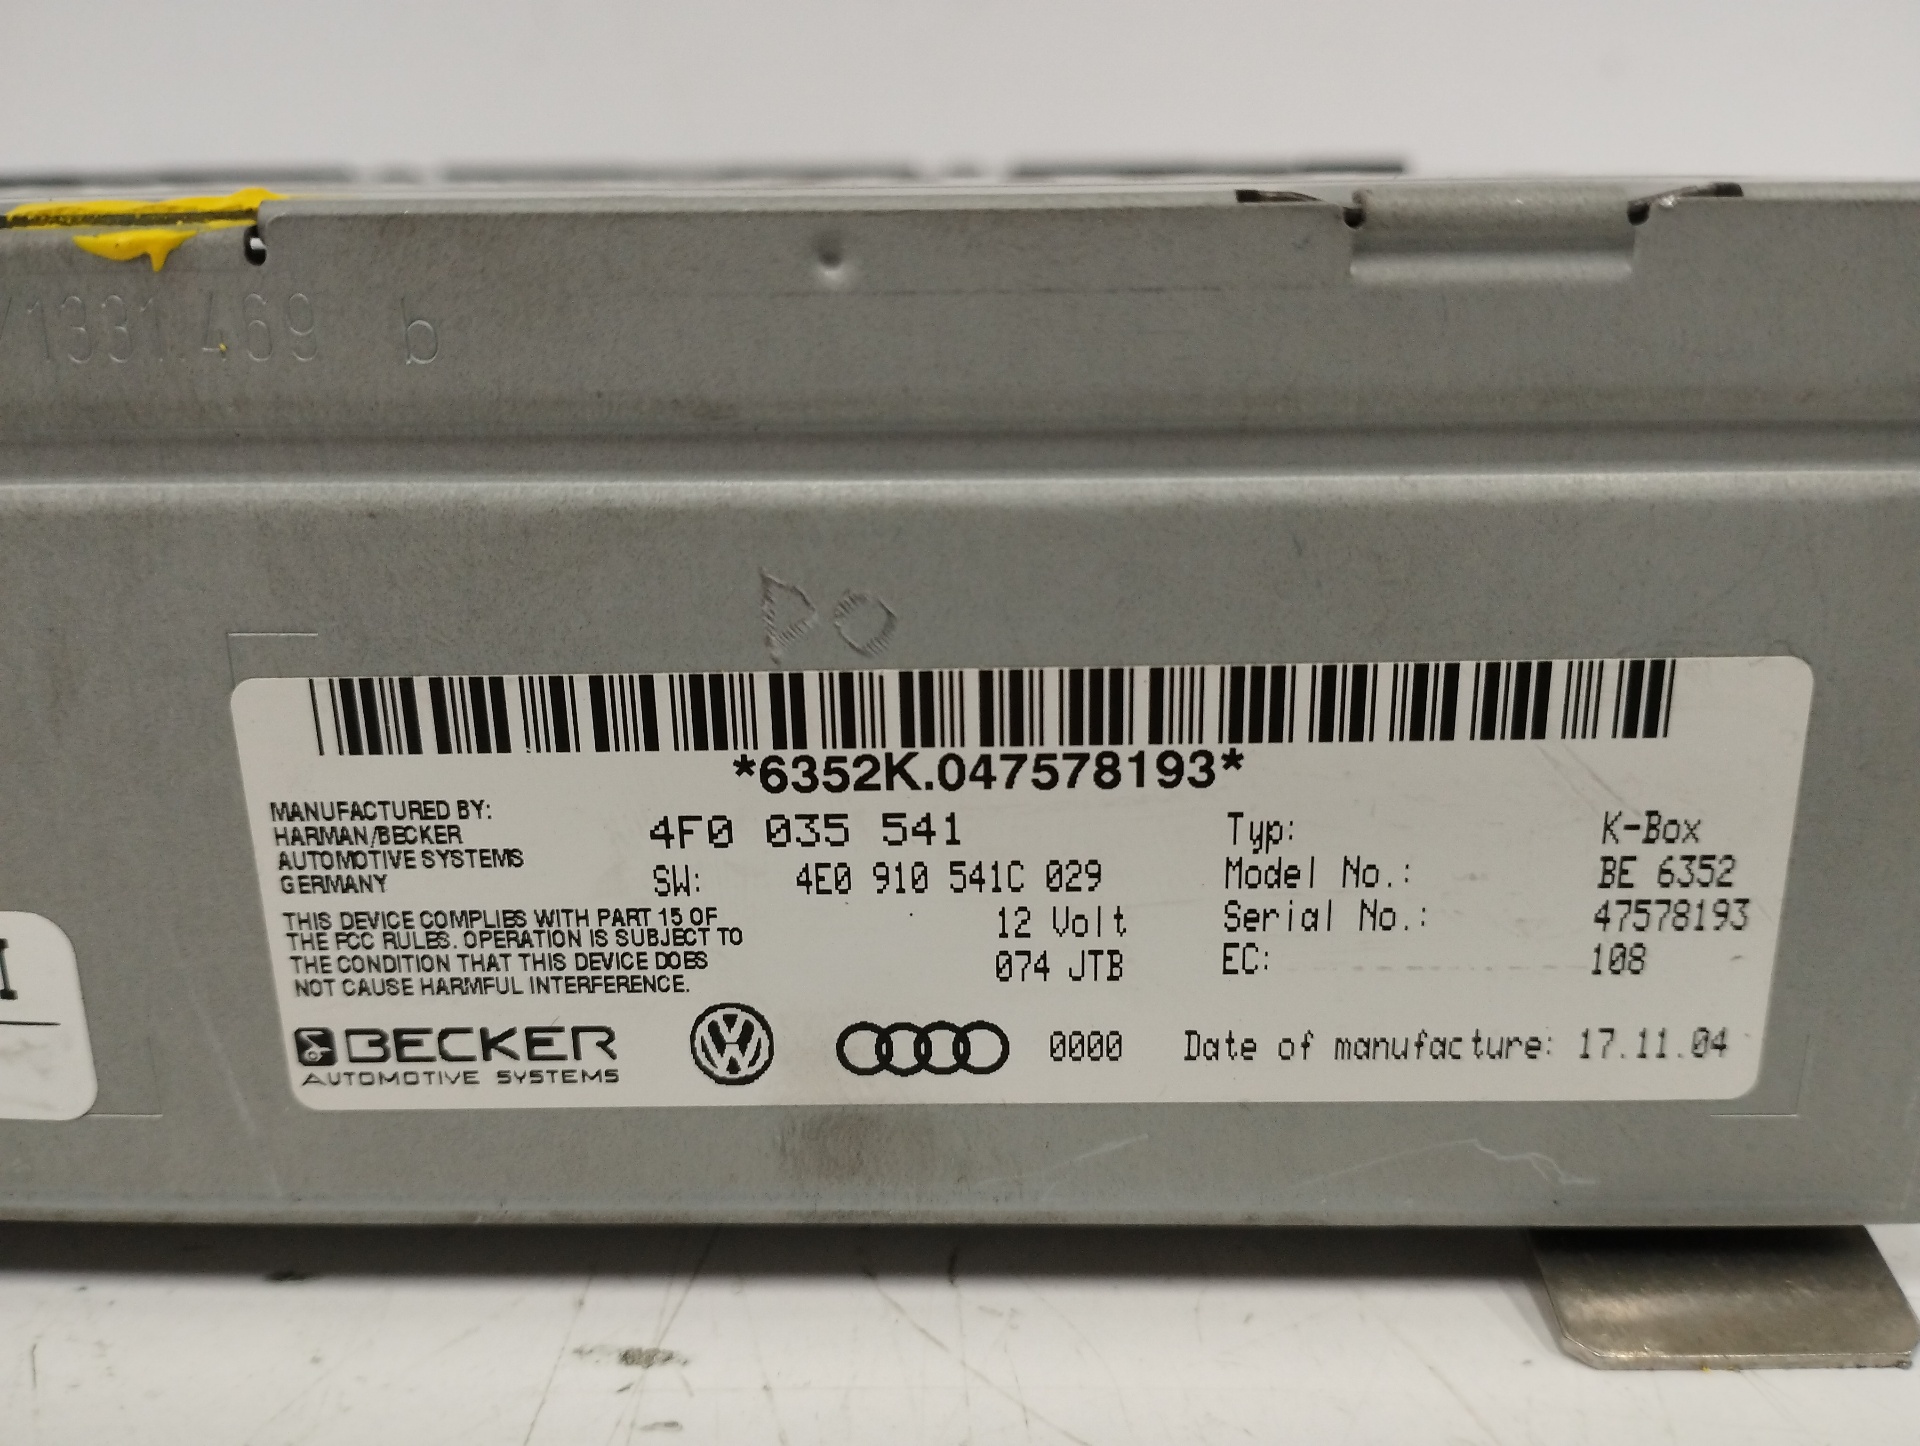 1331.469 b
*6352K.047578193*
MANUFACTURED BY:
HARMAN/BECKER
AUTOMOTIVE SYSTEMS
GERMANY
4F0 035 541
SW: 4E0 910 541C 029
12 Volt
074 JTB
Typ: K-Box
Model No.: BE 6352
Serial No.: 47578193
EC: 108
THIS DEVICE COMPLIES WITH PART 15 OF
THE FCC RULES. OPERATION IS SUBJECT TO
THE CONDITION THAT THIS DEVICE DOES
NOT CAUSE HARMFUL INTERFERENCE.
BECKER
AUTOMOTIVE SYSTEMS
0000 Date of manufacture: 17.11.04